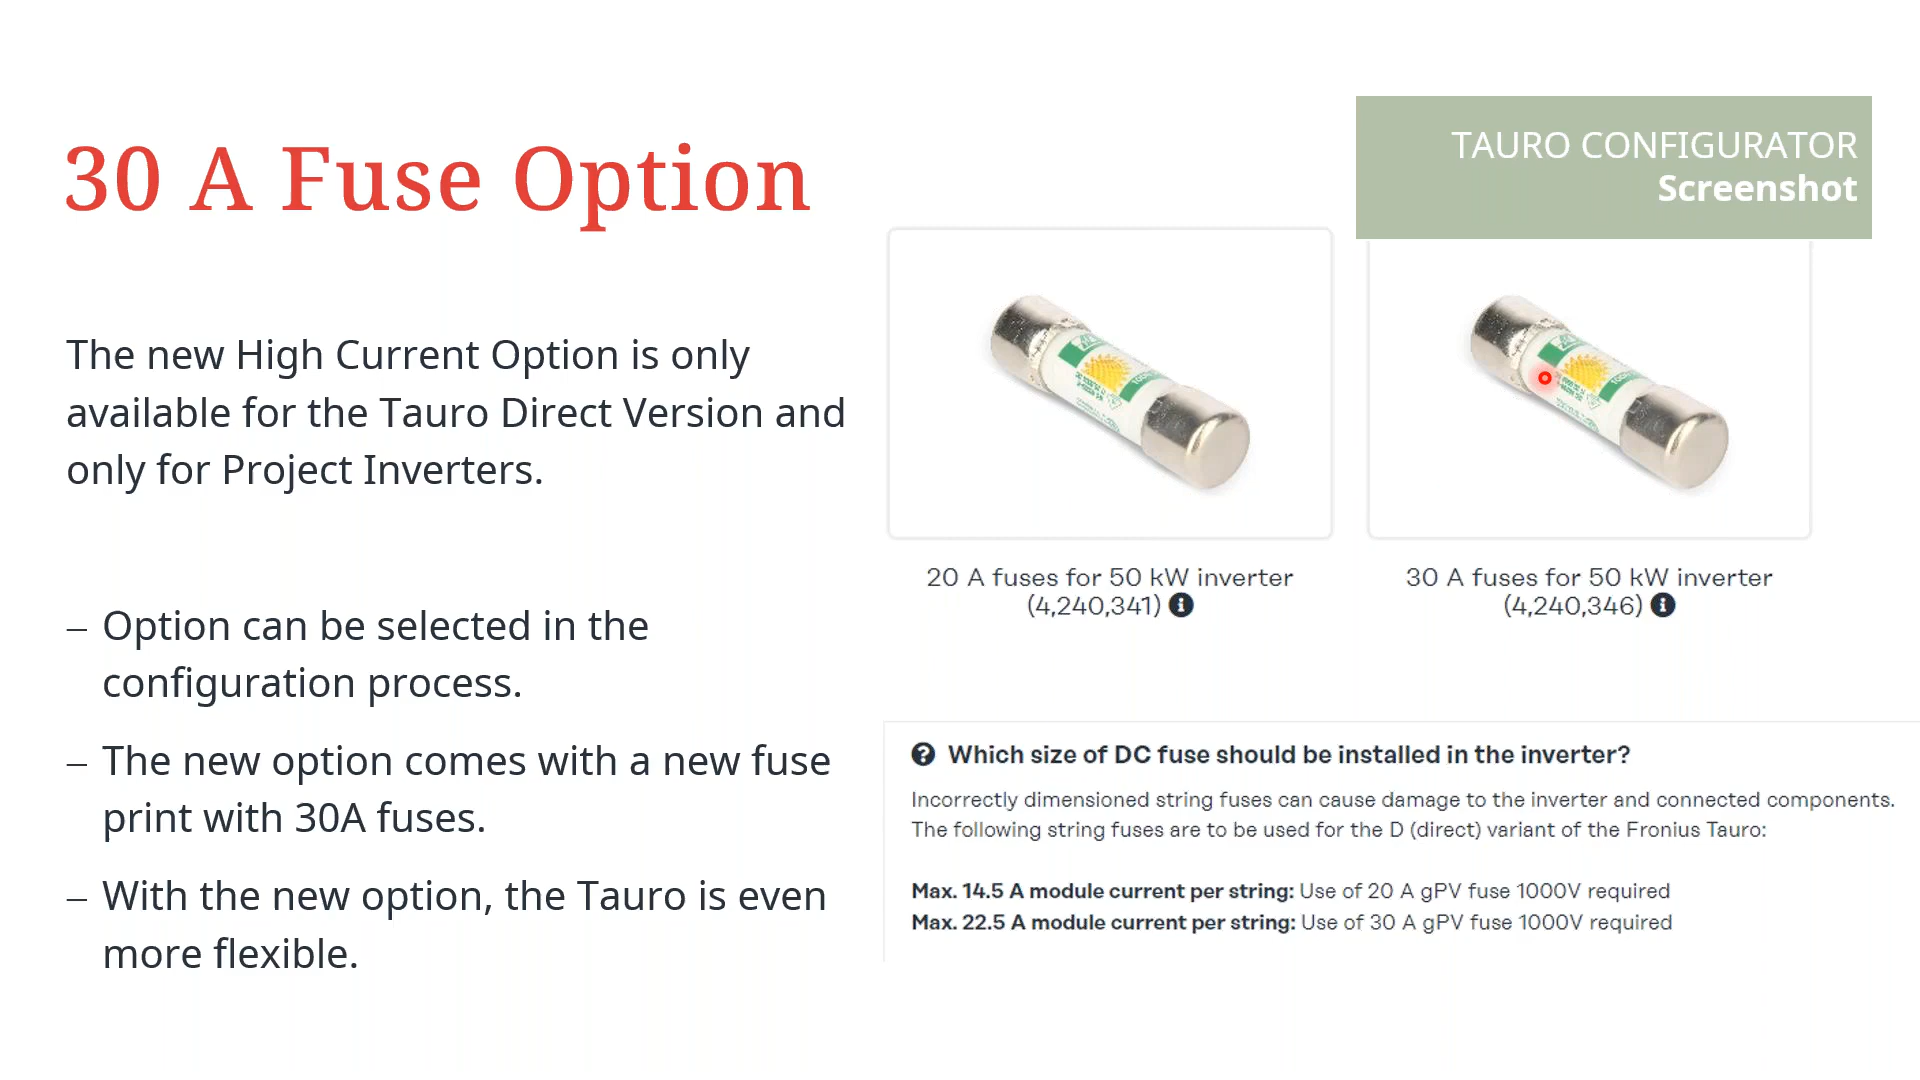 30 A Fuse Option
The new High Current Option is only
available for the Tauro Direct Version and
only for Project Inverters.
– Option can be selected in the
configuration process.
– The new option comes with a new fuse
print with 30A fuses.
– With the new option, the Tauro is even
more flexible.
TAURO CONFIGURATOR
Screenshot
20 A fuses for 50 kW inverter
(4,240,341)
30 A fuses for 50 kW inverter
(4,240,346)
Which size of DC fuse should be installed in the inverter?
Incorrectly dimensioned string fuses can cause damage to the inverter and connected components.
The following string fuses are to be used for the D (direct) variant of the Fronius Tauro:
Max. 14.5 A module current per string: Use of 20 A gPV fuse 1000V required
Max. 22.5 A module current per string: Use of 30 A gPV fuse 1000V required